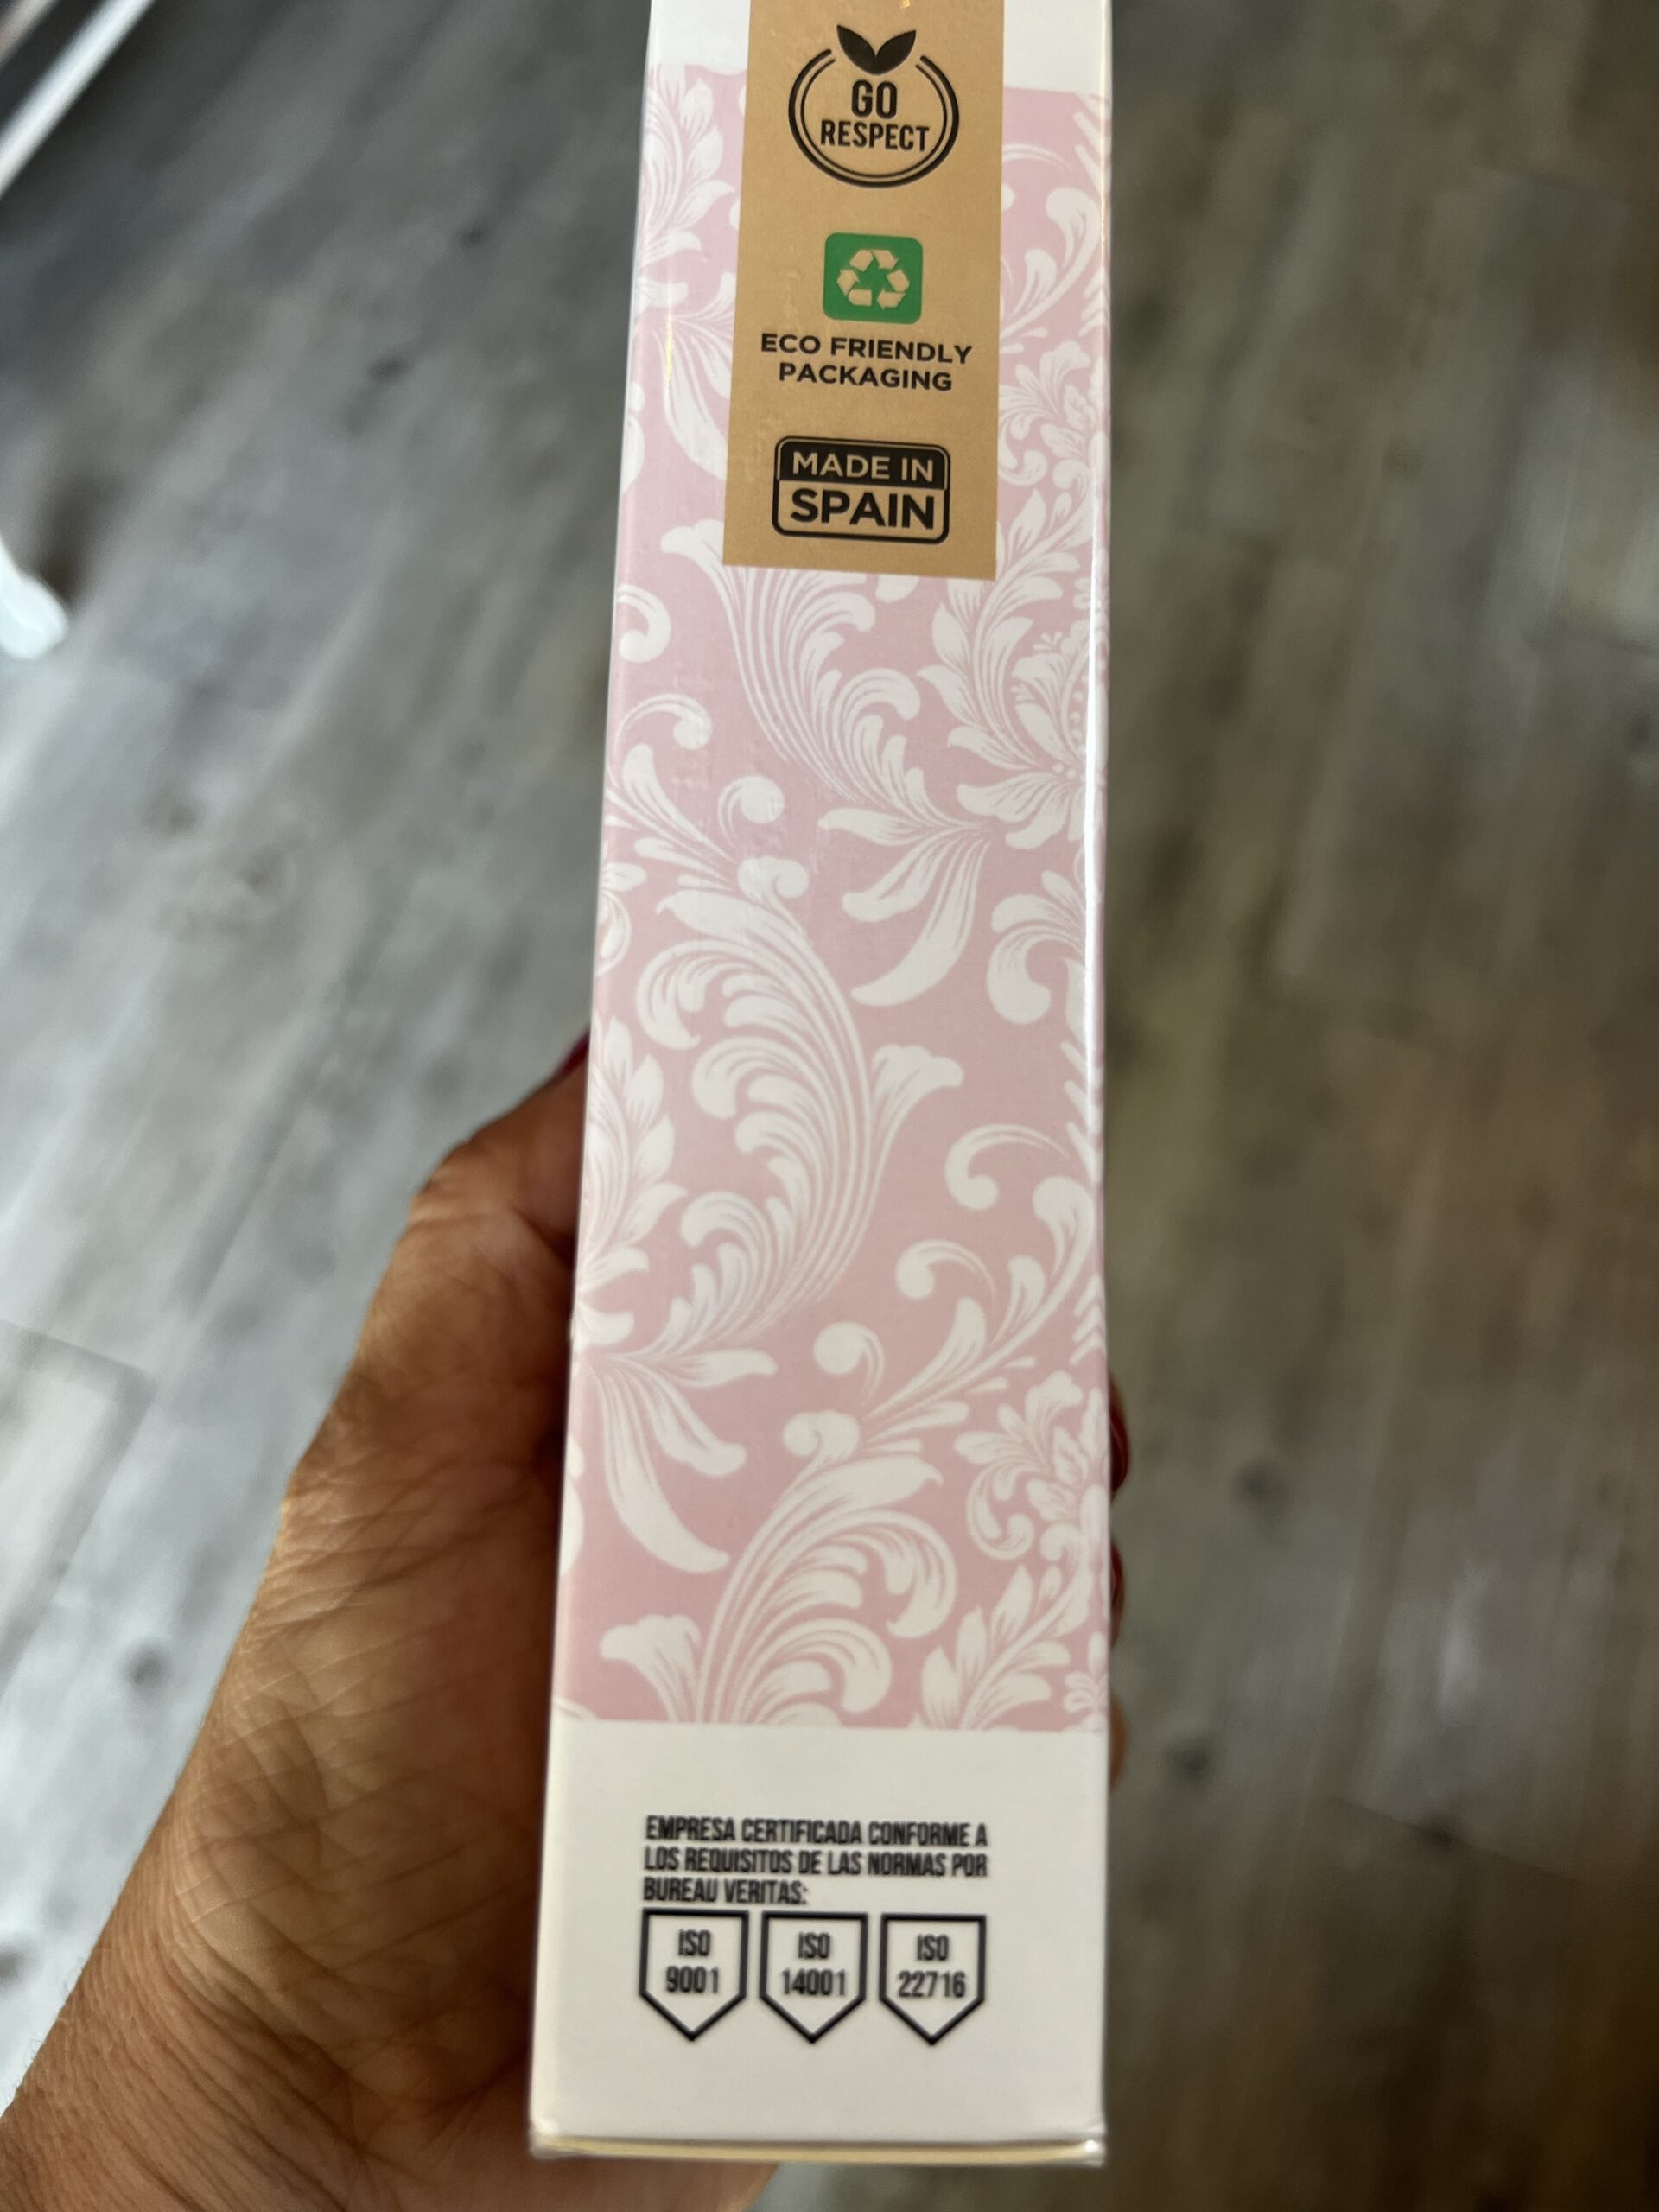 GO
RESPECT
ECO FRIENDLY
PACKAGING
MADE IN
SPAIN
EMPRESA CERTIFICADA CONFORME A
LOS REQUISITOS DE LAS NORMAS POR
BUREAU VERITAS:
ISO
9001
ISO
14001
ISO
22716